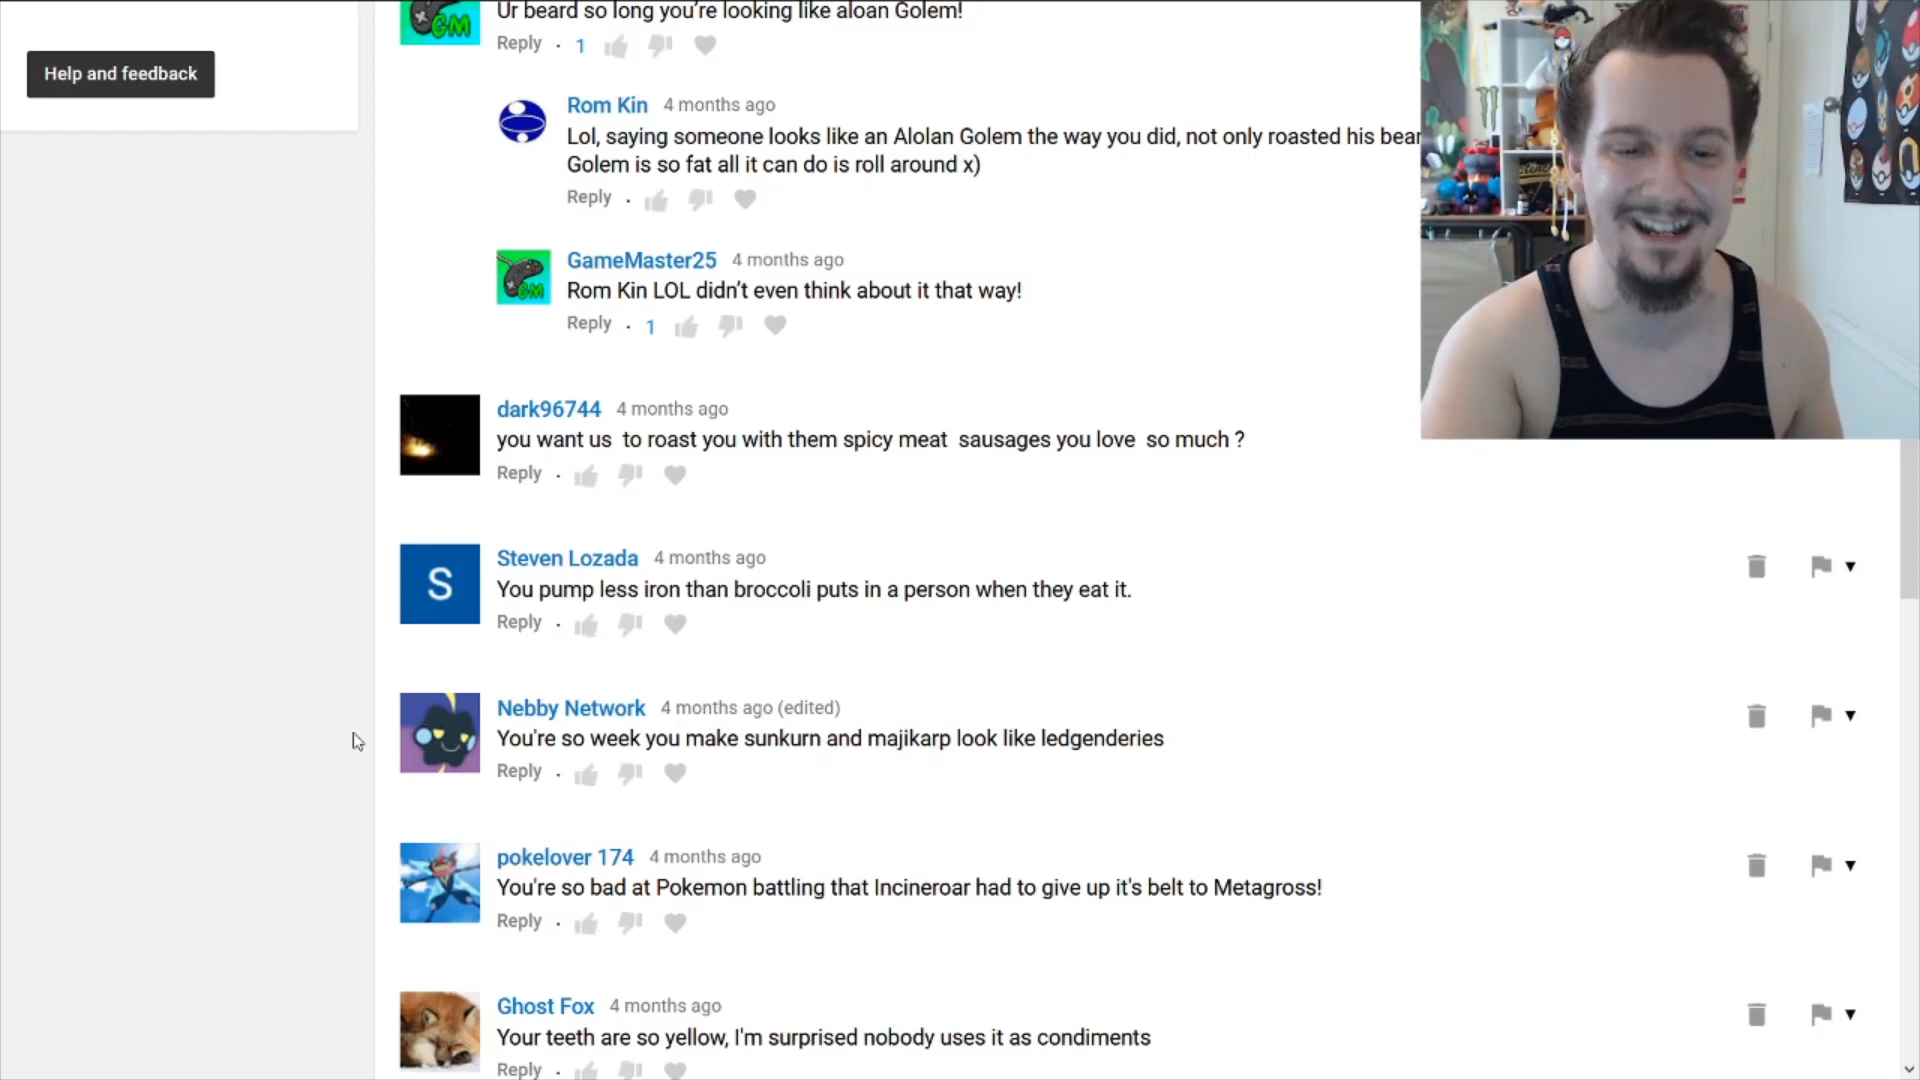 Ur beard so long you're looking like aloan Golem!
Reply · 1
Help and feedback
Rom Kin 4 months ago
Lol, saying someone looks like an Alolan Golem the way you did, not only roasted his bear
Golem is so fat all it can do is roll around x)
Reply ·
GameMaster25 4 months ago
Rom Kin LOL didn't even think about it that way!
Reply · 1
dark96744 4 months ago
you want us to roast you with them spicy meat sausages you love so much ?
Reply ·
S
Steven Lozada 4 months ago
You pump less iron than broccoli puts in a person when they eat it.
Reply ·
Nebby Network 4 months ago (edited)
You're so week you make sunkurn and majikarp look like ledgenderies
Reply ·
pokelover 174 4 months ago
You're so bad at Pokemon battling that Incineroar had to give up it's belt to Metagross!
Reply ·
Ghost Fox 4 months ago
Your teeth are so yellow, I'm surprised nobody uses it as condiments
Reply ·